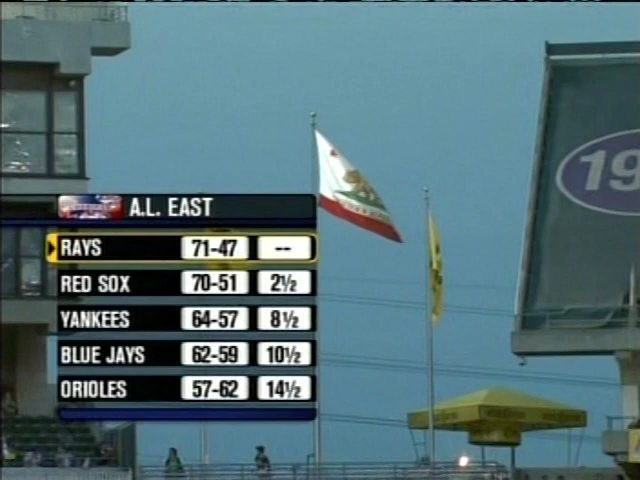 A.L. EAST
RAYS 71-47 --
RED SOX 70-51 2½
YANKEES 64-57 8½
BLUE JAYS 62-59 10½
ORIOLES 57-62 14½
19